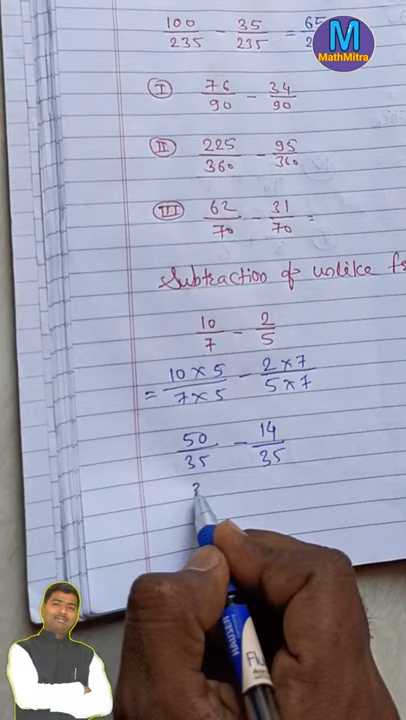 100/235 - 35/235 = 65/2
M
MathMitra
I 76/90 - 34/90
II 225/360 - 95/360
III 62/70 - 31/70 =
Subtraction of unlike
10/7 - 2/5
= 10 × 5/7 × 5 - 2 × 7/5 × 7
50/35 - 14/35
HAUSER